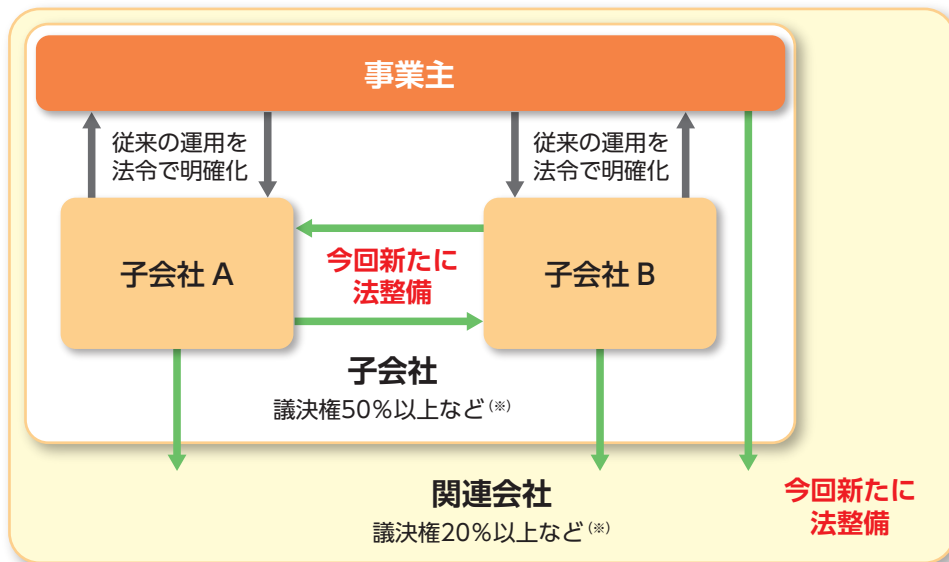 事業主
従来の運用を
法令で明確化
従来の運用を
法令で明確化
子会社 A
今回新たに
法整備
子会社 B
子会社
議決権50%以上など(※)
関連会社
議決権20%以上など(※)
今回新たに
法整備